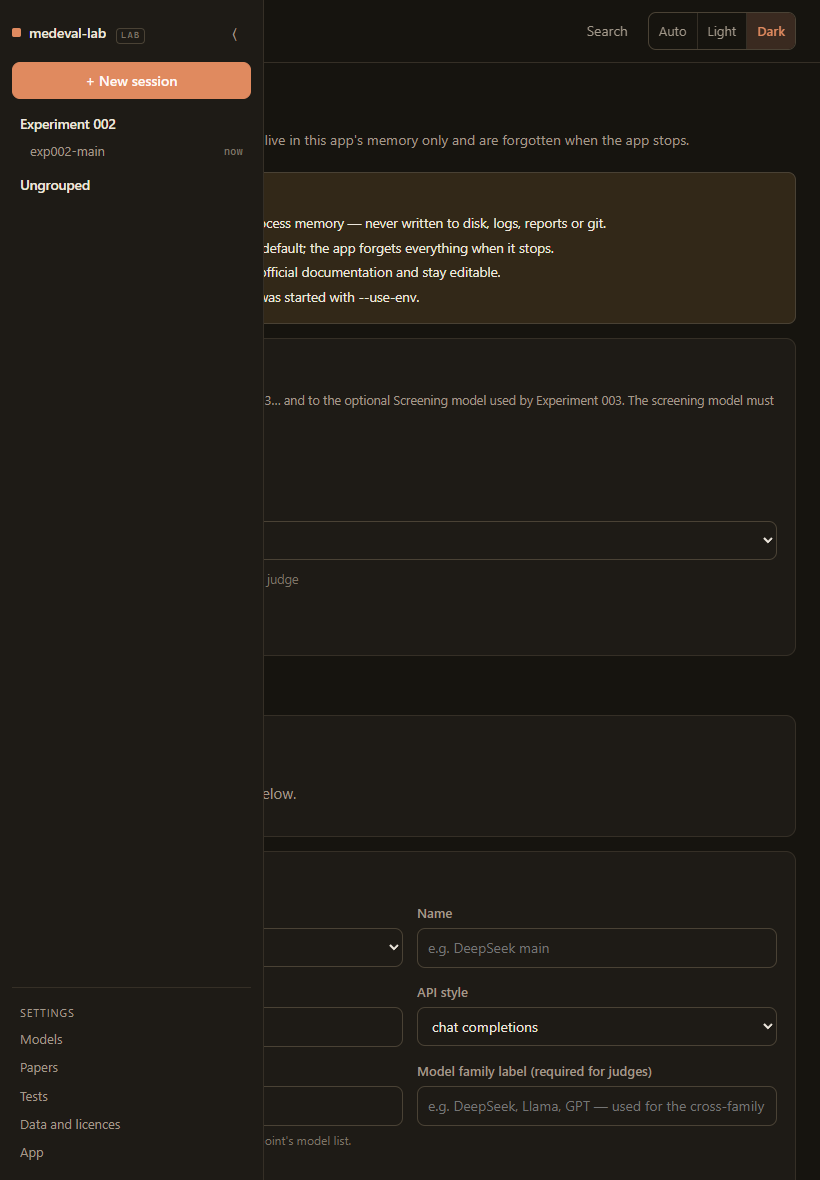 medeval-lab LAB
Search Auto Light Dark
+ New session
Experiment 002
exp002-main now
Ungrouped
live in this app's memory only and are forgotten when the app stops.
memory — never written to disk, logs, reports or git.
default; the app forgets everything when it stops.
official documentation and stay editable.
was started with --use-env.
3... and to the optional Screening model used by Experiment 003. The screening model must
judge
Name
e.g. DeepSeek main
API style
chat completions
Model family label (required for judges)
e.g. DeepSeek, Llama, GPT — used for the cross-family
model list.
SETTINGS
Models
Papers
Tests
Data and licences
App